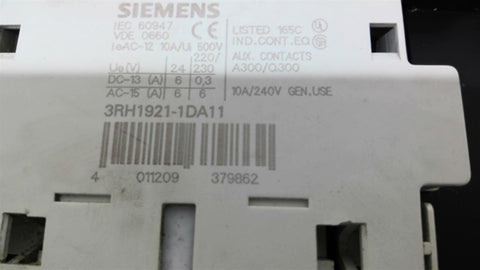 SIEMENS
IEC 60947
VDE 0660
CE
IeAC-12 10A/Ui 500V
220/
Ue(V) 24 230
DC-13 (A) 6 0,3
AC-15 (A) 6 6
LISTED 165C
IND.CONT.EQ
UL
AUX. CONTACTS
A300/Q300
10A/240V GEN.USE
3RH1921-1DA11
4 011209 379862